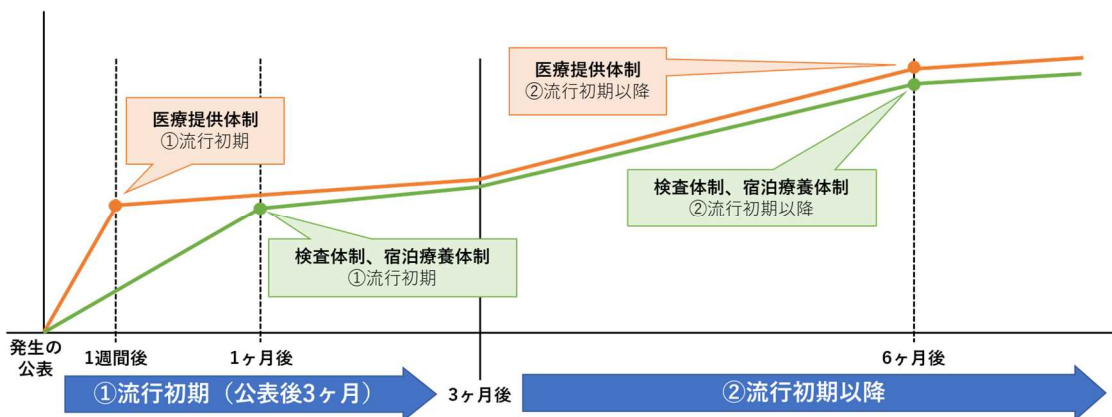 医療提供体制
②流行初期以降
医療提供体制
①流行初期
検査体制、宿泊療養体制
②流行初期以降
検査体制、宿泊療養体制
①流行初期
発生の
公表
1週間後
1ヶ月後
3ヶ月後
6ヶ月後
①流行初期（公表後3ヶ月）
②流行初期以降